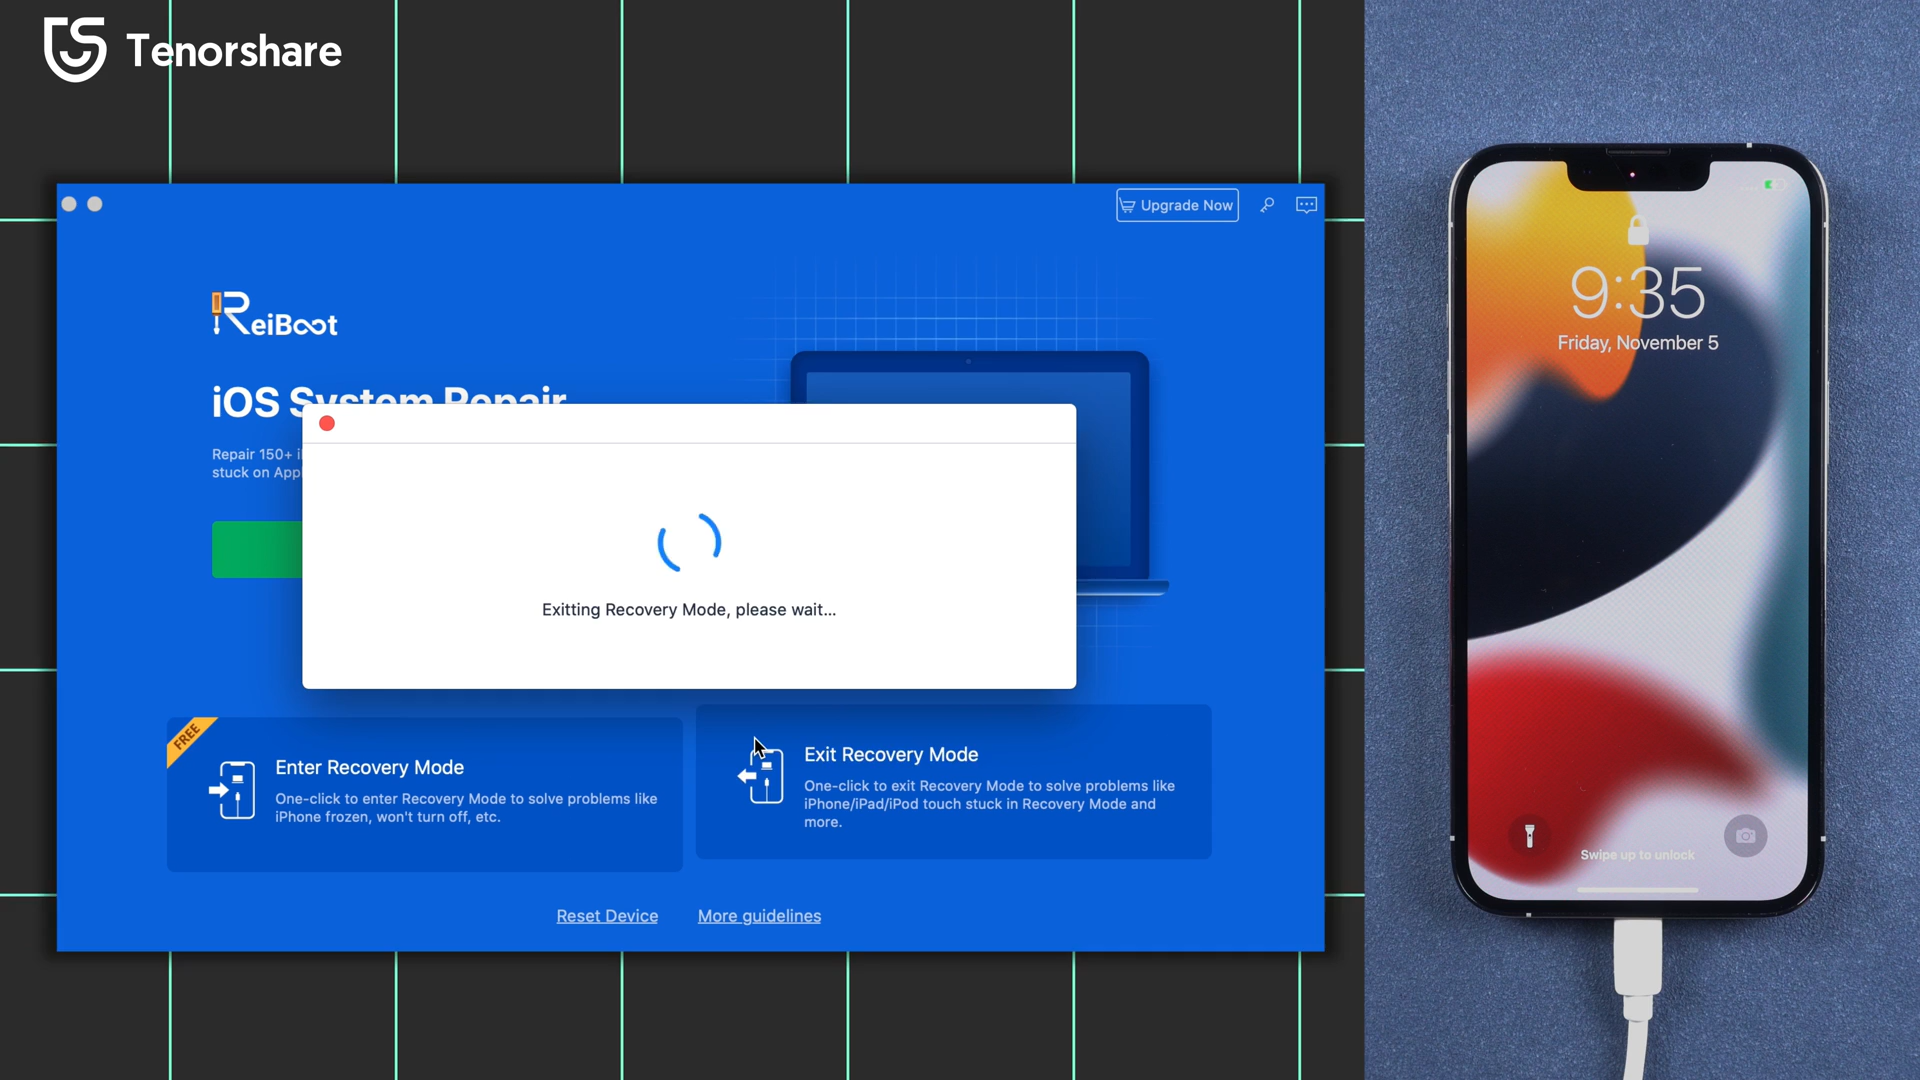 Tenorshare
Upgrade Now
ReiBoot
iOS System Repair
Repair 150+ i
stuck on App
Exitting Recovery Mode, please wait...
FREE
Enter Recovery Mode
One-click to enter Recovery Mode to solve problems like
iPhone frozen, won't turn off, etc.
Exit Recovery Mode
One-click to exit Recovery Mode to solve problems like
iPhone/iPad/iPod touch stuck in Recovery Mode and
more.
Reset Device
More guidelines
9:35
Friday, November 5
Swipe up to unlock